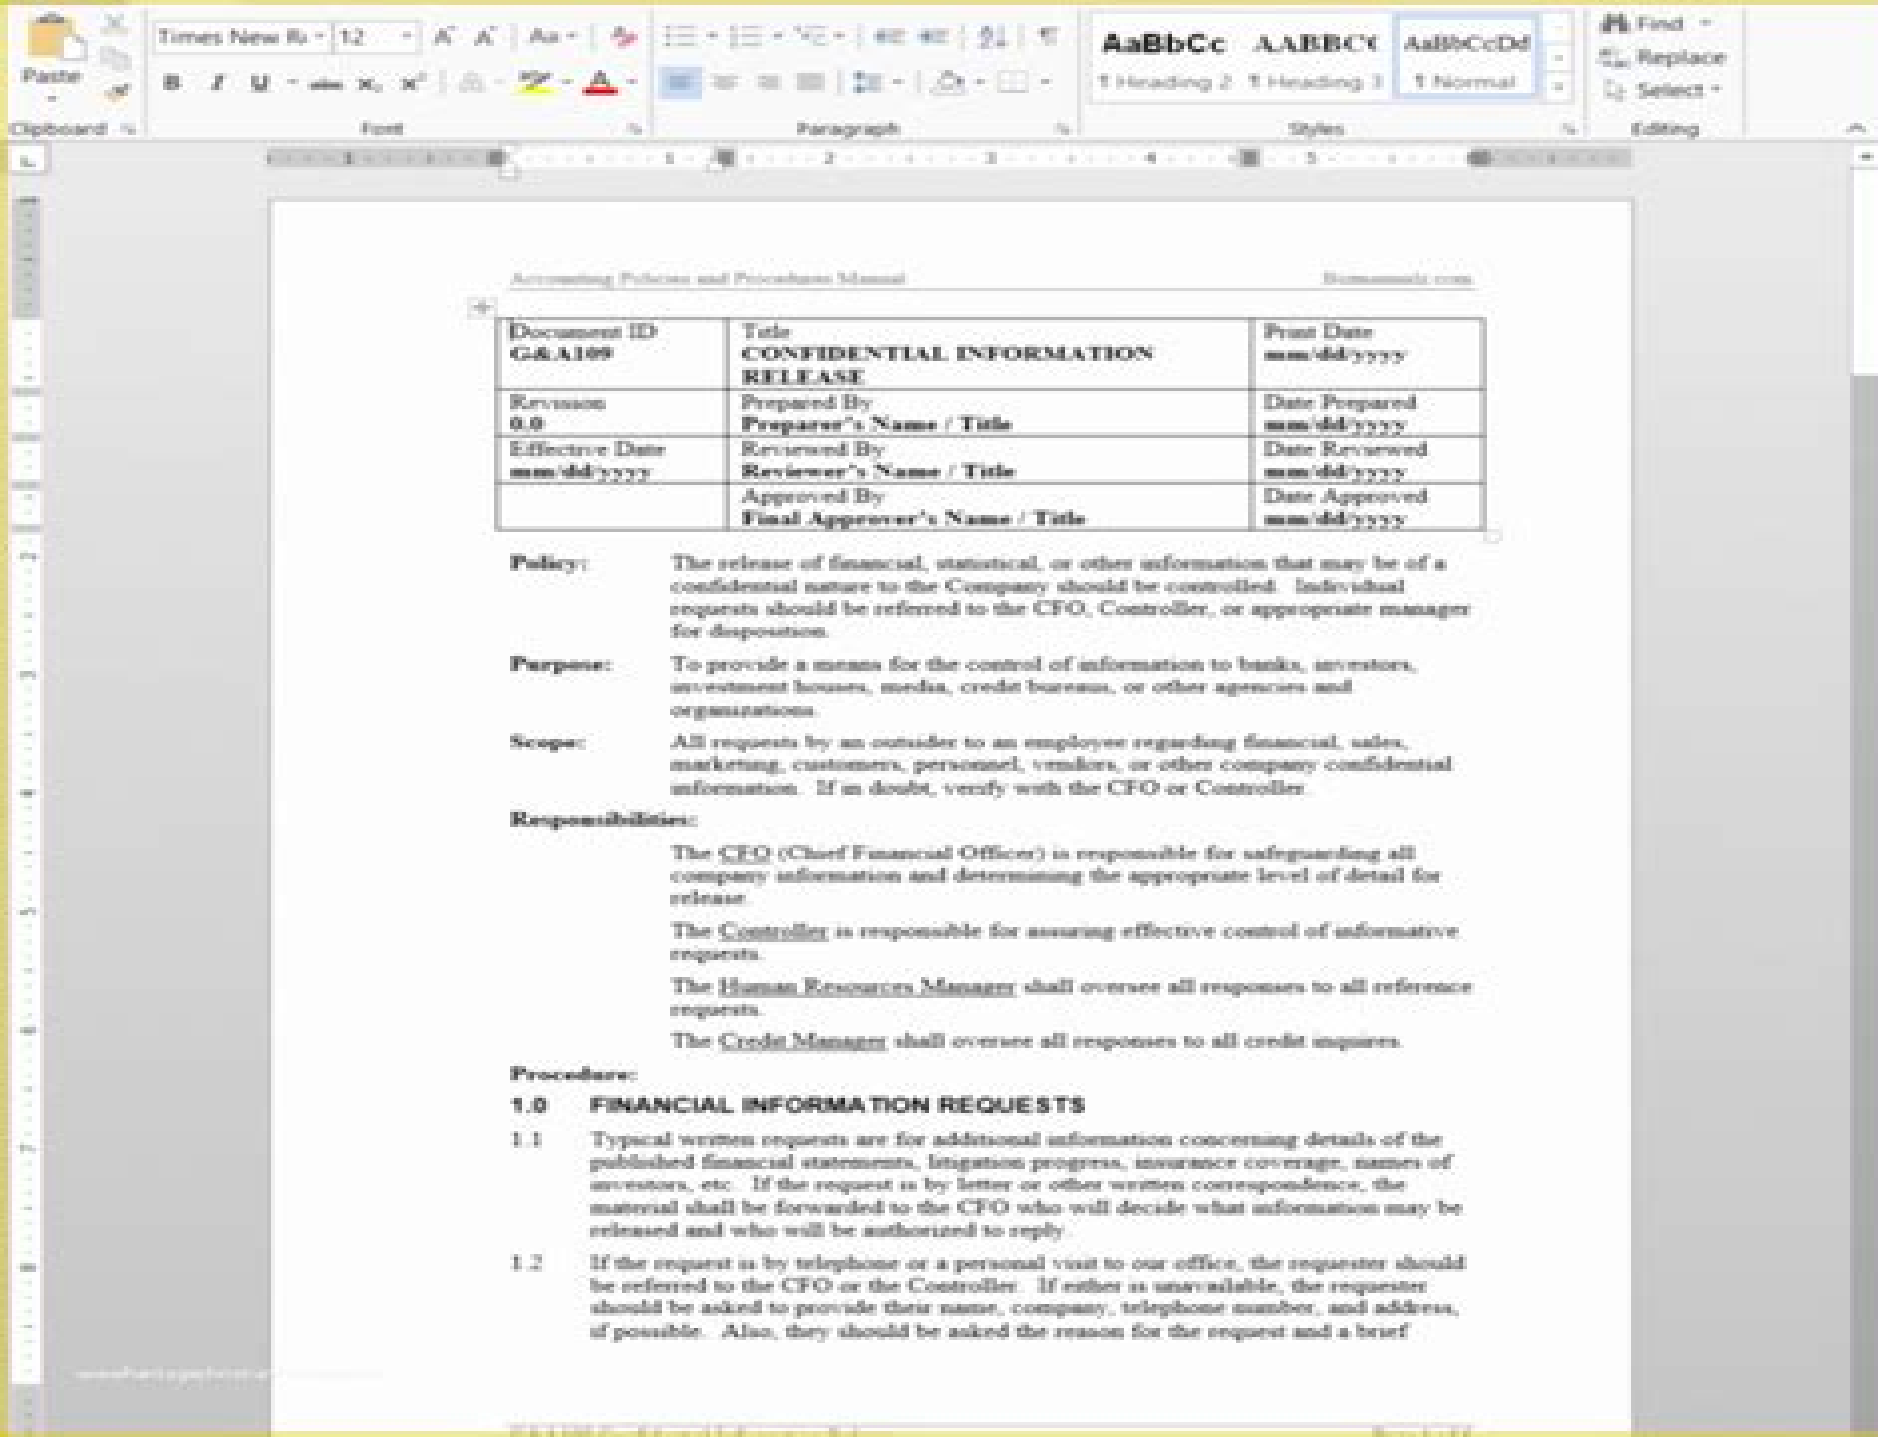 Times New R 12 Aa
Paste
B I U abc X₂ X² A
AaBbCc AABBC AaBbCcDd
¶ Heading 2 ¶ Heading 3 ¶ Normal
Find
Replace
Select
Clipboard Font Paragraph Styles Editing
1 1 2 3 4 5
Accounting Policies and Procedures Manual Bizmanualz.com
Document ID Title Print Date
G&A109 CONFIDENTIAL INFORMATION mm/dd/yyyy
RELEASE
Revision Prepared By Date Prepared
0.0 Preparer's Name / Title mm/dd/yyyy
Effective Date Reviewed By Date Reviewed
mm/dd/yyyy Reviewer's Name / Title mm/dd/yyyy
Approved By Date Approved
Final Approver's Name / Title mm/dd/yyyy
Policy: The release of financial, statistical, or other information that may be of a
confidential nature to the Company should be controlled. Individual
requests should be referred to the CFO, Controller, or appropriate manager
for disposition.
Purpose: To provide a means for the control of information to banks, investors,
investment houses, media, credit bureaus, or other agencies and
organizations.
Scope: All requests by an outsider to an employee regarding financial, sales,
marketing, customers, personnel, vendors, or other company confidential
information. If in doubt, verify with the CFO or Controller.
Responsibilities:
The CFO (Chief Financial Officer) is responsible for safeguarding all
company information and determining the appropriate level of detail for
release.
The Controller is responsible for assuring effective control of informative
requests.
The Human Resources Manager shall oversee all responses to all reference
requests.
The Credit Manager shall oversee all responses to all credit inquires.
Procedure:
1.0 FINANCIAL INFORMATION REQUESTS
1.1 Typical written requests are for additional information concerning details of the
published financial statements, litigation progress, insurance coverage, names of
investors, etc. If the request is by letter or other written correspondence, the
material shall be forwarded to the CFO who will decide what information may be
released and who will be authorized to reply.
1.2 If the request is by telephone or a personal visit to our office, the requester should
be referred to the CFO or the Controller. If either is unavailable, the requester
should be asked to provide their name, company, telephone number, and address,
if possible. Also, they should be asked the reason for the request and a brief